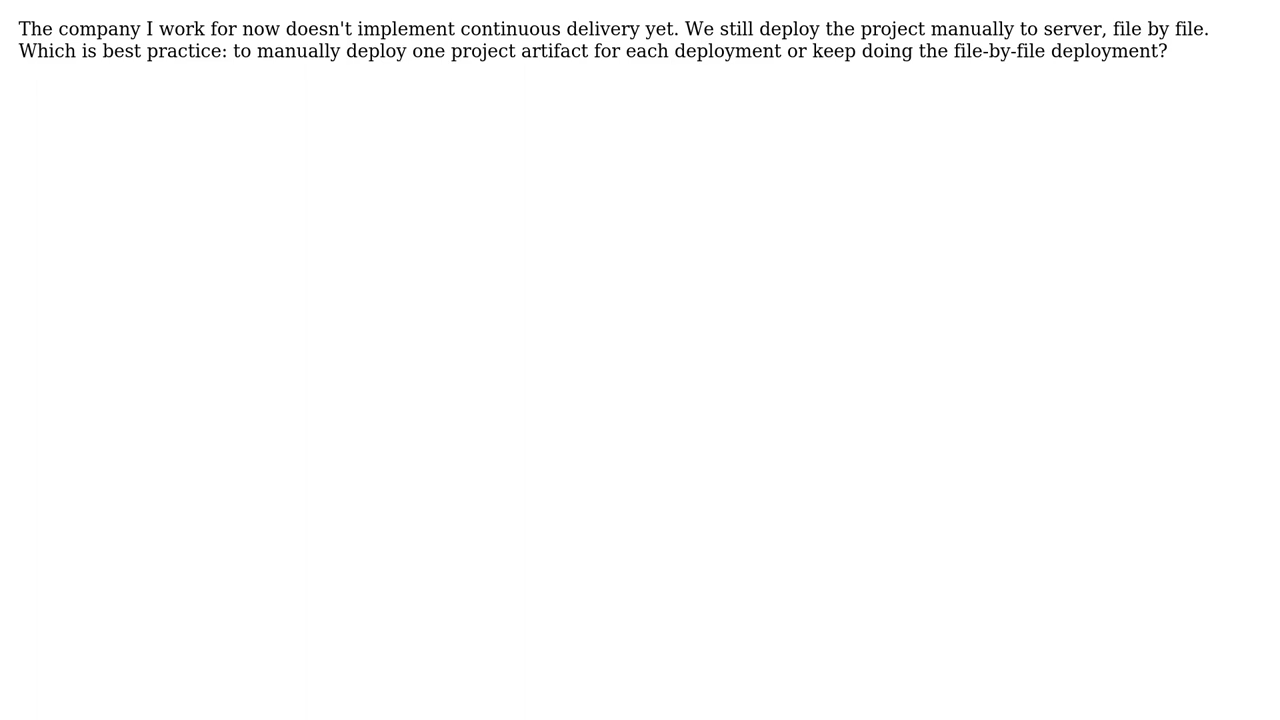 The company I work for now doesn't implement continuous delivery yet. We still deploy the project manually to server, file by file.
Which is best practice: to manually deploy one project artifact for each deployment or keep doing the file-by-file deployment?